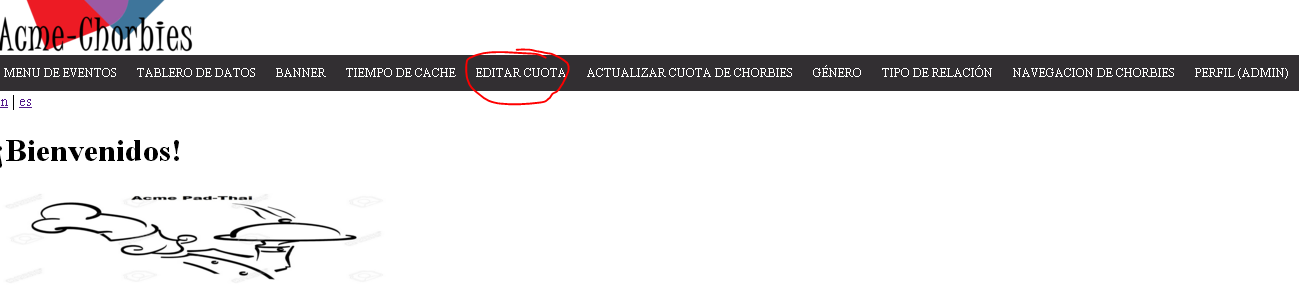 Acme-Chorbies
MENU DE EVENTOS TABLERO DE DATOS BANNER TIEMPO DE CACHE EDITAR CUOTA ACTUALIZAR CUOTA DE CHORBIES GÉNERO TIPO DE RELACIÓN NAVEGACION DE CHORBIES PERFIL (ADMIN)
n | es
¡Bienvenidos!
Acme Pad-Thai